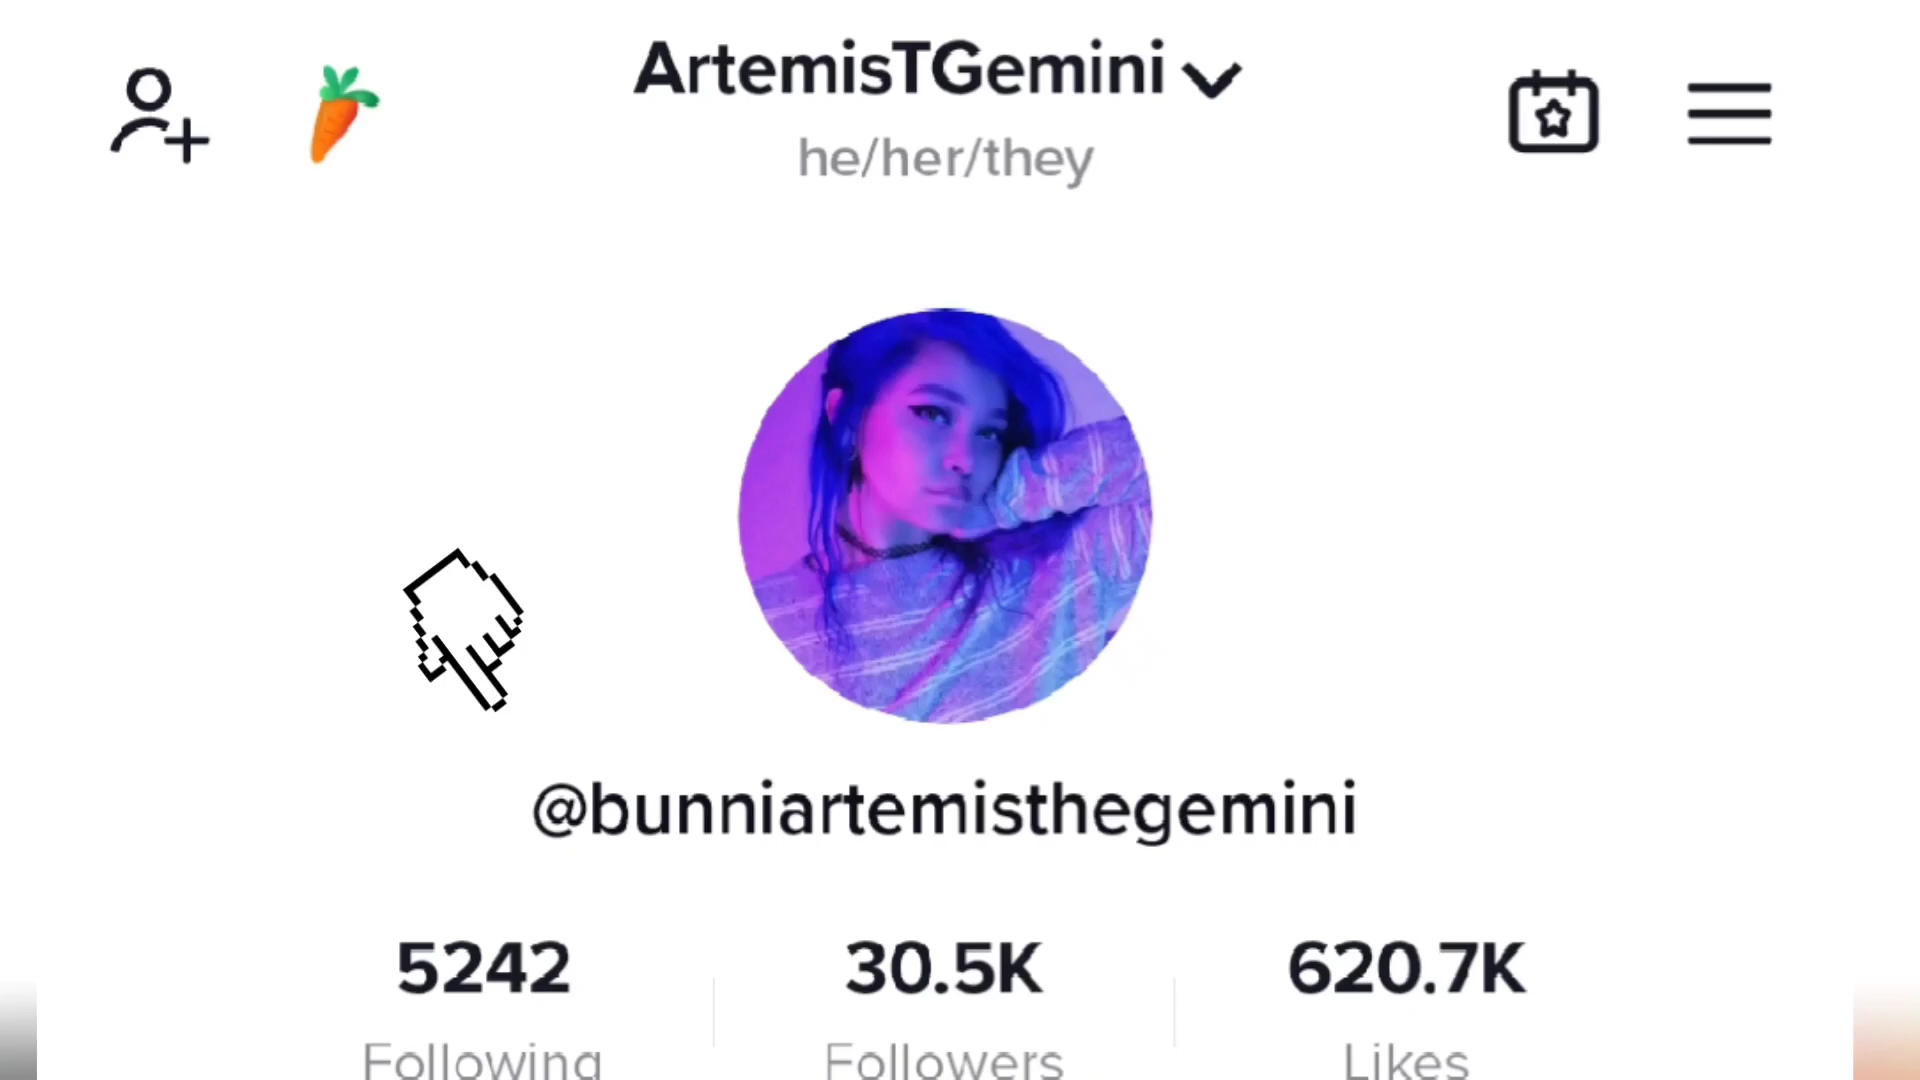 ArtemisTGemini
he/her/they
@bunniartemisthegemini
5242 30.5K 620.7K
Following Followers Likes